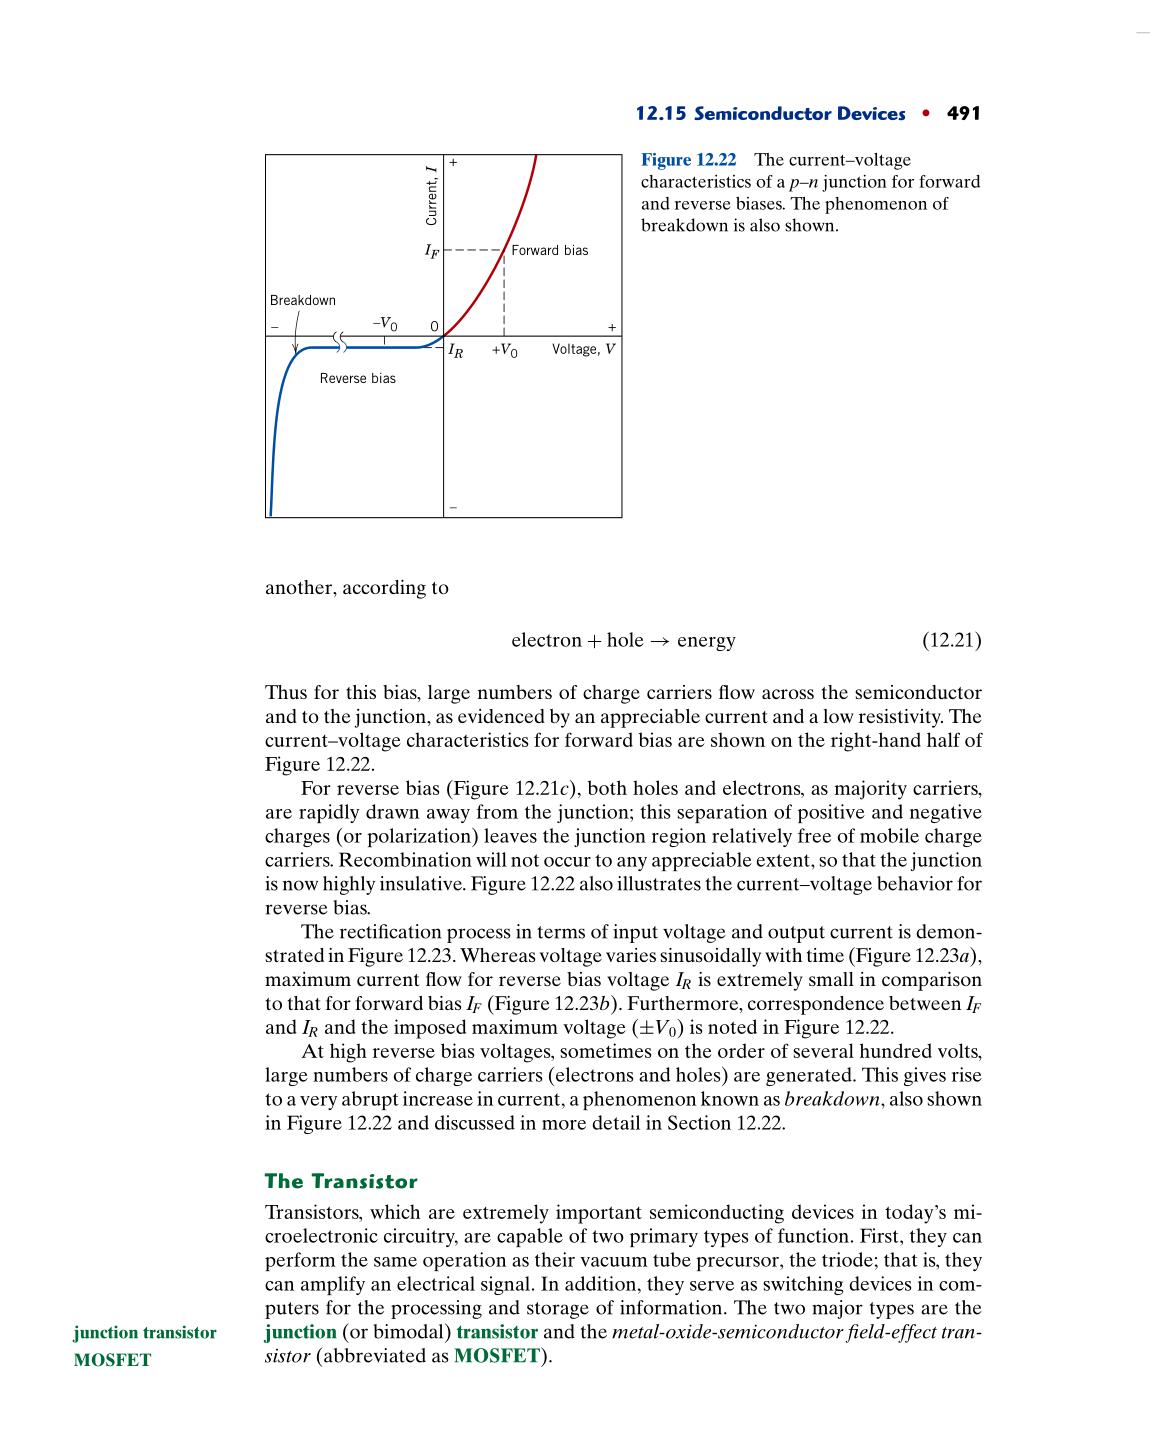 12.15 Semiconductor Devices • 491
Figure 12.22 The current–voltage
characteristics of a p–n junction for forward
and reverse biases. The phenomenon of
breakdown is also shown.
+
Current, I
I_F
Forward bias
Breakdown
–
–V₀
0
+
I_R
+V₀
Voltage, V
Reverse bias
–
another, according to
electron + hole → energy (12.21)
Thus for this bias, large numbers of charge carriers flow across the semiconductor
and to the junction, as evidenced by an appreciable current and a low resistivity. The
current–voltage characteristics for forward bias are shown on the right-hand half of
Figure 12.22.
For reverse bias (Figure 12.21c), both holes and electrons, as majority carriers,
are rapidly drawn away from the junction; this separation of positive and negative
charges (or polarization) leaves the junction region relatively free of mobile charge
carriers. Recombination will not occur to any appreciable extent, so that the junction
is now highly insulative. Figure 12.22 also illustrates the current–voltage behavior for
reverse bias.
The rectification process in terms of input voltage and output current is demon-
strated in Figure 12.23. Whereas voltage varies sinusoidally with time (Figure 12.23a),
maximum current flow for reverse bias voltage I_R is extremely small in comparison
to that for forward bias I_F (Figure 12.23b). Furthermore, correspondence between I_F
and I_R and the imposed maximum voltage (±V₀) is noted in Figure 12.22.
At high reverse bias voltages, sometimes on the order of several hundred volts,
large numbers of charge carriers (electrons and holes) are generated. This gives rise
to a very abrupt increase in current, a phenomenon known as breakdown, also shown
in Figure 12.22 and discussed in more detail in Section 12.22.
The Transistor
Transistors, which are extremely important semiconducting devices in today's mi-
croelectronic circuitry, are capable of two primary types of function. First, they can
perform the same operation as their vacuum tube precursor, the triode; that is, they
can amplify an electrical signal. In addition, they serve as switching devices in com-
puters for the processing and storage of information. The two major types are the
junction (or bimodal) transistor and the metal-oxide-semiconductor field-effect tran-
sistor (abbreviated as MOSFET).
junction transistor
MOSFET